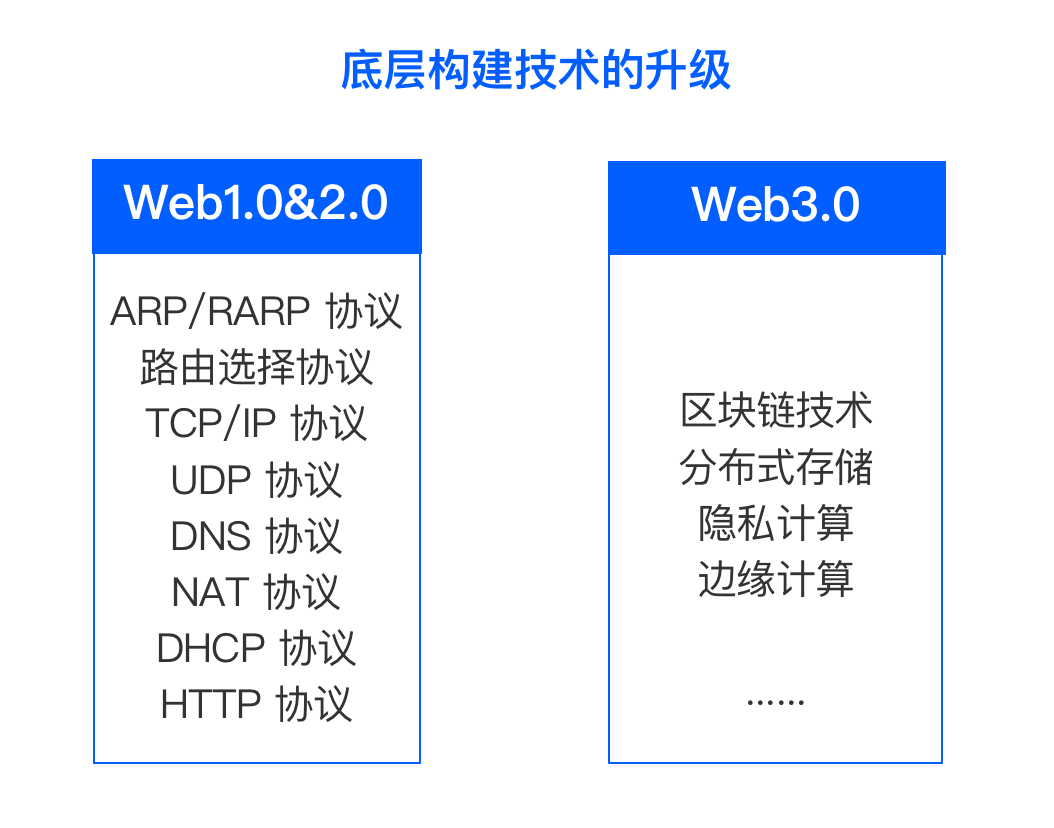 底层构建技术的升级
Web1.0&2.0
ARP/RARP 协议
路由选择协议
TCP/IP 协议
UDP 协议
DNS 协议
NAT 协议
DHCP 协议
HTTP 协议
Web3.0
区块链技术
分布式存储
隐私计算
边缘计算
……